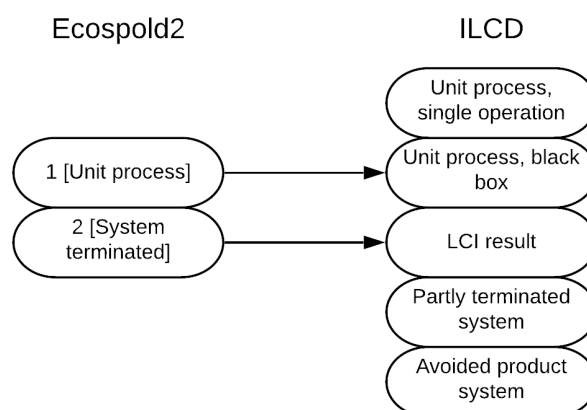 Ecospold2
ILCD
Unit process,
single operation
1 [Unit process]
Unit process, black
box
2 [System
terminated]
LCI result
Partly terminated
system
Avoided product
system